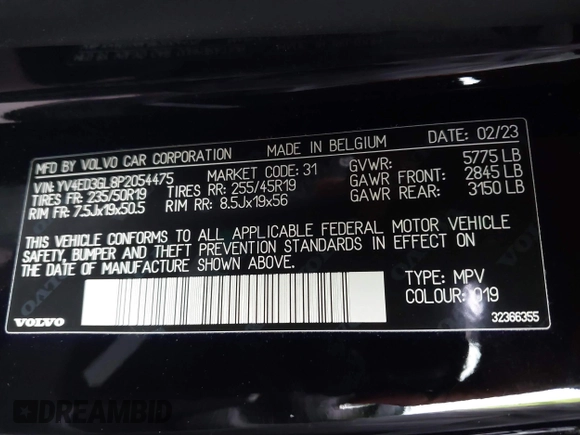 MFD BY VOLVO CAR CORPORATION MADE IN BELGIUM DATE: 02/23
VIN: YV4ED3GL8P2054475 MARKET CODE: 31 GVWR: 5775 LB
TIRES FR: 235/50R19 TIRES RR: 255/45R19 GAWR FRONT: 2845 LB
RIM FR: 7.5Jx19x50.5 RIM RR: 8.5Jx19x56 GAWR REAR: 3150 LB
THIS VEHICLE CONFORMS TO ALL APPLICABLE FEDERAL MOTOR VEHICLE
SAFETY, BUMPER AND THEFT PREVENTION STANDARDS IN EFFECT ON
THE DATE OF MANUFACTURE SHOWN ABOVE.
TYPE: MPV
COLOUR: 019
VOLVO
32366355
DREAMBID